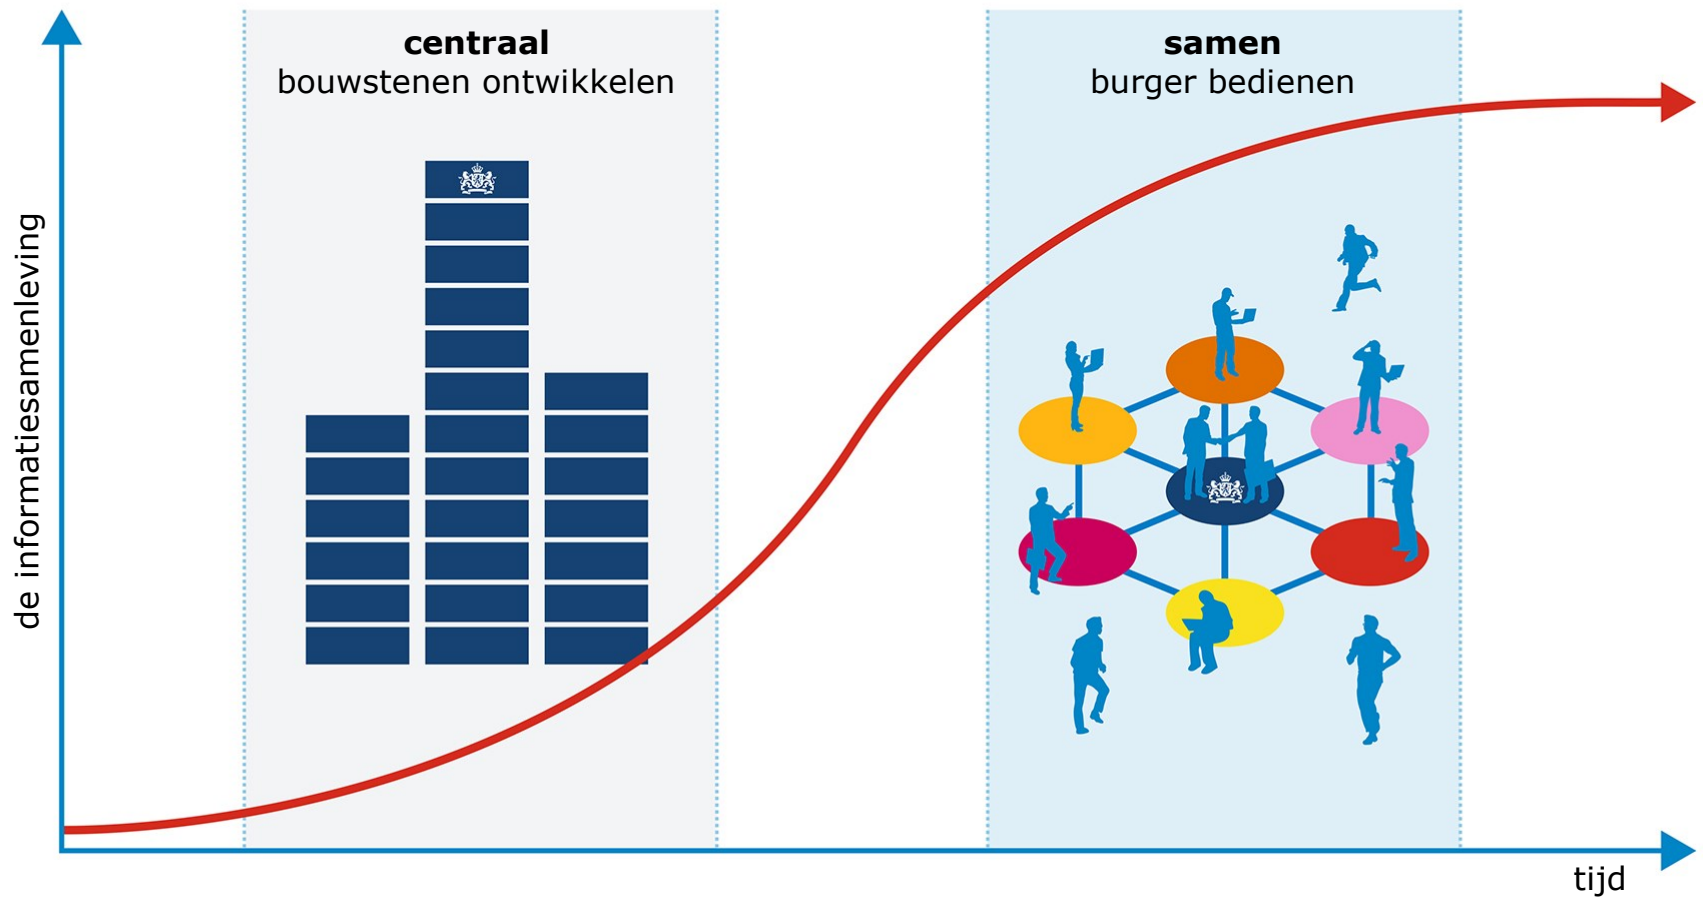 centraal
bouwstenen ontwikkelen
samen
burger bedienen
de informatiesamenleving
tijd